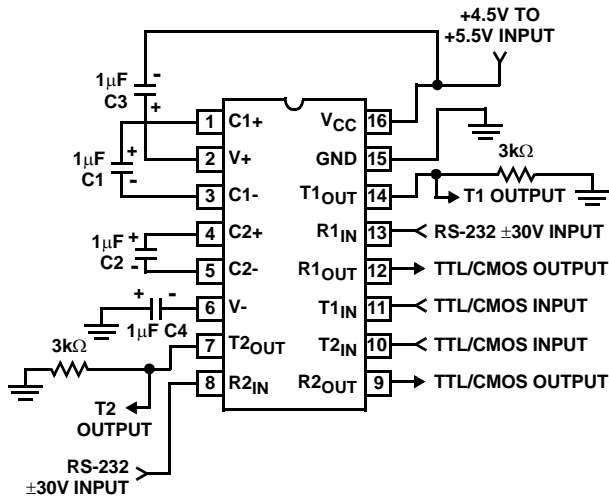 +4.5V TO
+5.5V INPUT
1µF
C3
-
+
1µF
C1
+
-
1µF
C2
+
-
+ -
1µF C4
3kΩ
T2
OUTPUT
RS-232
±30V INPUT
1 C1+
2 V+
3 C1-
4 C2+
5 C2-
6 V-
7 T2OUT
8 R2IN
VCC 16
GND 15
T1OUT 14
R1IN 13
R1OUT 12
T1IN 11
T2IN 10
R2OUT 9
3kΩ
T1 OUTPUT
RS-232 ±30V INPUT
TTL/CMOS OUTPUT
TTL/CMOS INPUT
TTL/CMOS INPUT
TTL/CMOS OUTPUT